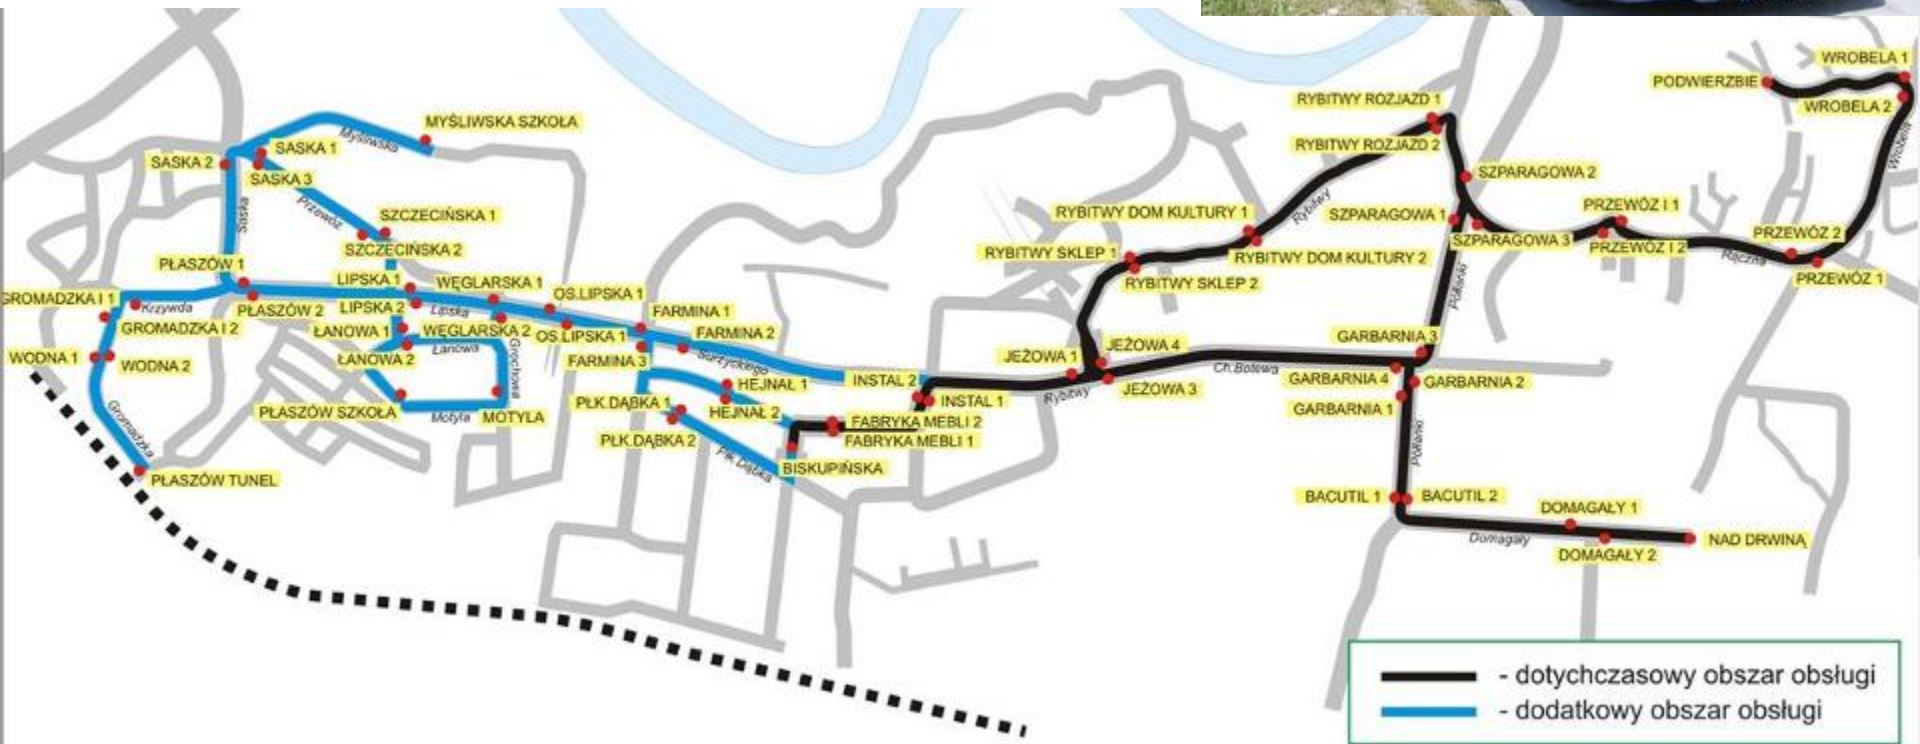 WROBELA 1
PODWIERZBIE
WROBELA 2
Wrobela
RYBITWY ROZJAZD 1
RYBITWY ROZJAZD 2
MYŚLIWSKA SZKOŁA
Myśliwska
SASKA 1
SASKA 2
SASKA 3
Saska
Przewóz
SZCZECIŃSKA 1
SZCZECIŃSKA 2
SZPARAGOWA 2
SZPARAGOWA 1
SZPARAGOWA 3
PRZEWÓZ I 1
PRZEWÓZ I 2
PRZEWÓZ 2
PRZEWÓZ 1
Rączna
Rybitwy
RYBITWY DOM KULTURY 1
RYBITWY DOM KULTURY 2
RYBITWY SKLEP 1
RYBITWY SKLEP 2
Półłanki
PŁASZÓW 1
PŁASZÓW 2
LIPSKA 1
LIPSKA 2
Lipska
WĘGLARSKA 1
WĘGLARSKA 2
OS.LIPSKA 1
OS.LIPSKA 1
GROMADZKA I 1
Krzywda
GROMADZKA I 2
ŁANOWA 1
ŁANOWA 2
Łanowa
Grochowa
FARMINA 1
FARMINA 2
FARMINA 3
Surzyckiego
WODNA 1
WODNA 2
Gromadzka
PŁASZÓW SZKOŁA
Motyla
MOTYLA
PŁASZÓW TUNEL
HEJNAŁ 1
HEJNAŁ 2
PŁK.DĄBKA 1
PŁK.DĄBKA 2
Płk.Dąbka
INSTAL 2
INSTAL 1
FABRYKA MEBLI 2
FABRYKA MEBLI 1
BISKUPIŃSKA
JEŻOWA 1
JEŻOWA 4
JEŻOWA 3
Rybitwy
Ch.Botewa
GARBARNIA 3
GARBARNIA 4
GARBARNIA 2
GARBARNIA 1
Półłanki
BACUTIL 1
BACUTIL 2
DOMAGAŁY 1
Domagały
DOMAGAŁY 2
NAD DRWINĄ
- dotychczasowy obszar obsługi
- dodatkowy obszar obsługi